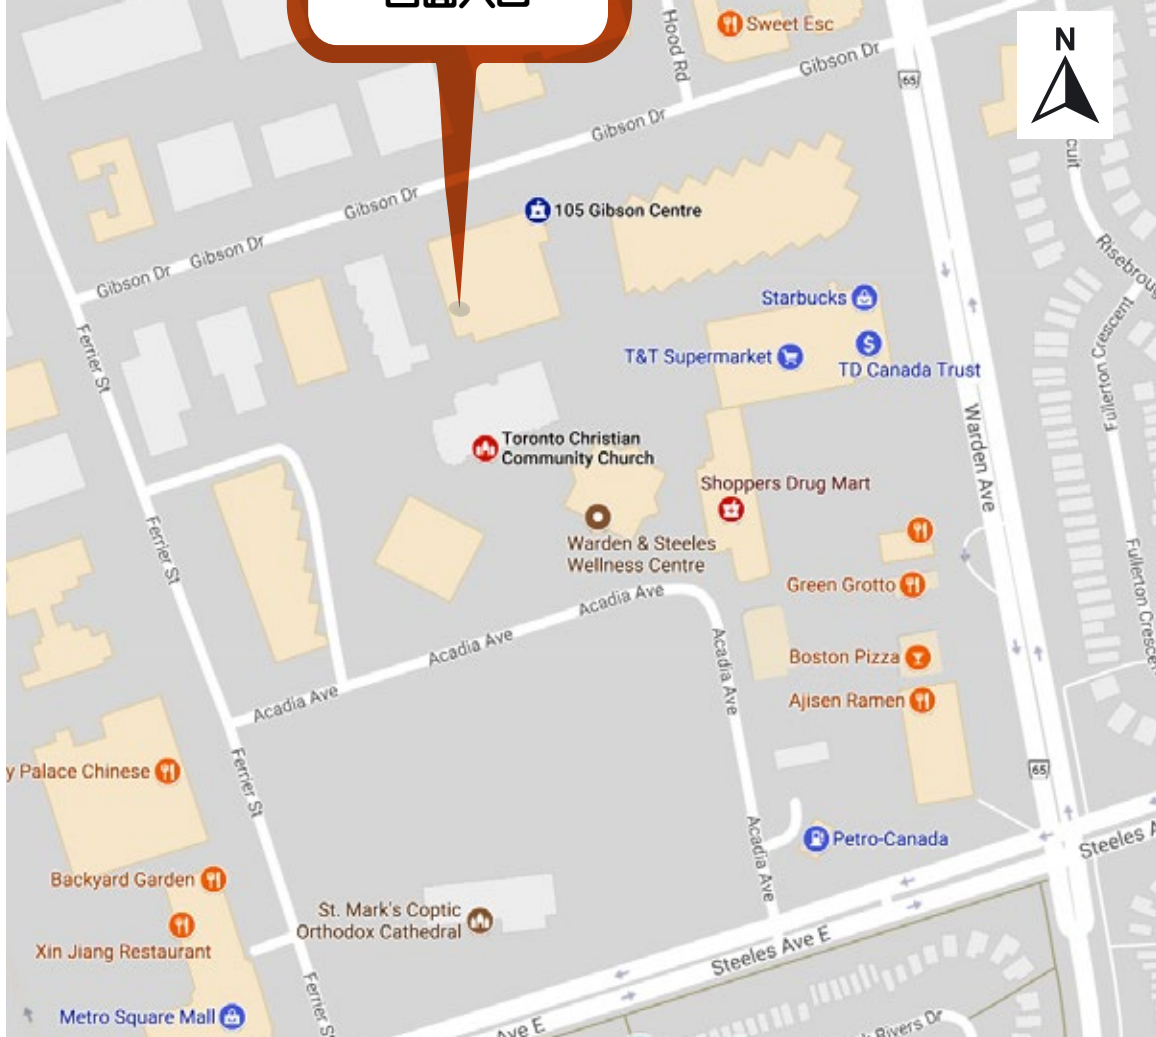 Hood Rd
Sweet Esc
N
Gibson Dr
65
Gibson Dr
cuit
Gibson Dr
105 Gibson Centre
Gibson Dr
Gibson Dr
Risebrou
Starbucks
Ferrier St
T&T Supermarket
TD Canada Trust
Fullerton Crescent
Toronto Christian
Community Church
Warden Ave
Shoppers Drug Mart
Ferrier St
Warden & Steeles
Wellness Centre
Green Grotto
Acadia Ave
Fullerton Crescen
Acadia Ave
Boston Pizza
Acadia Ave
Ajisen Ramen
Acadia Ave
Ferrier St
y Palace Chinese
65
Petro-Canada
Steeles A
Acadia Ave
Backyard Garden
St. Mark's Coptic
Orthodox Cathedral
Xin Jiang Restaurant
Steeles Ave E
Ferrier S
Metro Square Mall
Ave E
Rivers Dr